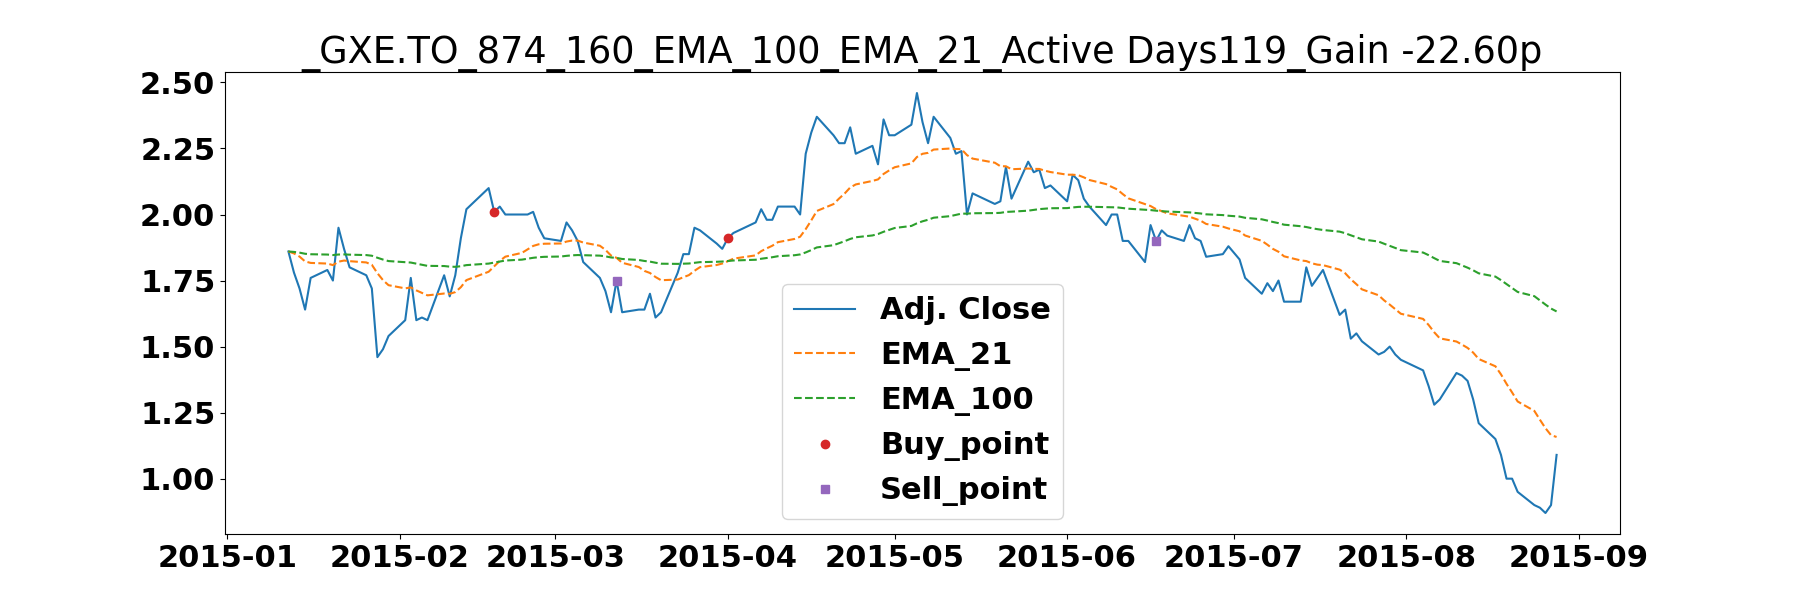 _GXE.TO_874_160_EMA_100_EMA_21_Active Days119_Gain -22.60p
2.50
2.25
2.00
1.75
1.50
1.25
1.00
Adj. Close
EMA_21
EMA_100
Buy_point
Sell_point
2015-01 2015-02 2015-03 2015-04 2015-05 2015-06 2015-07 2015-08 2015-09